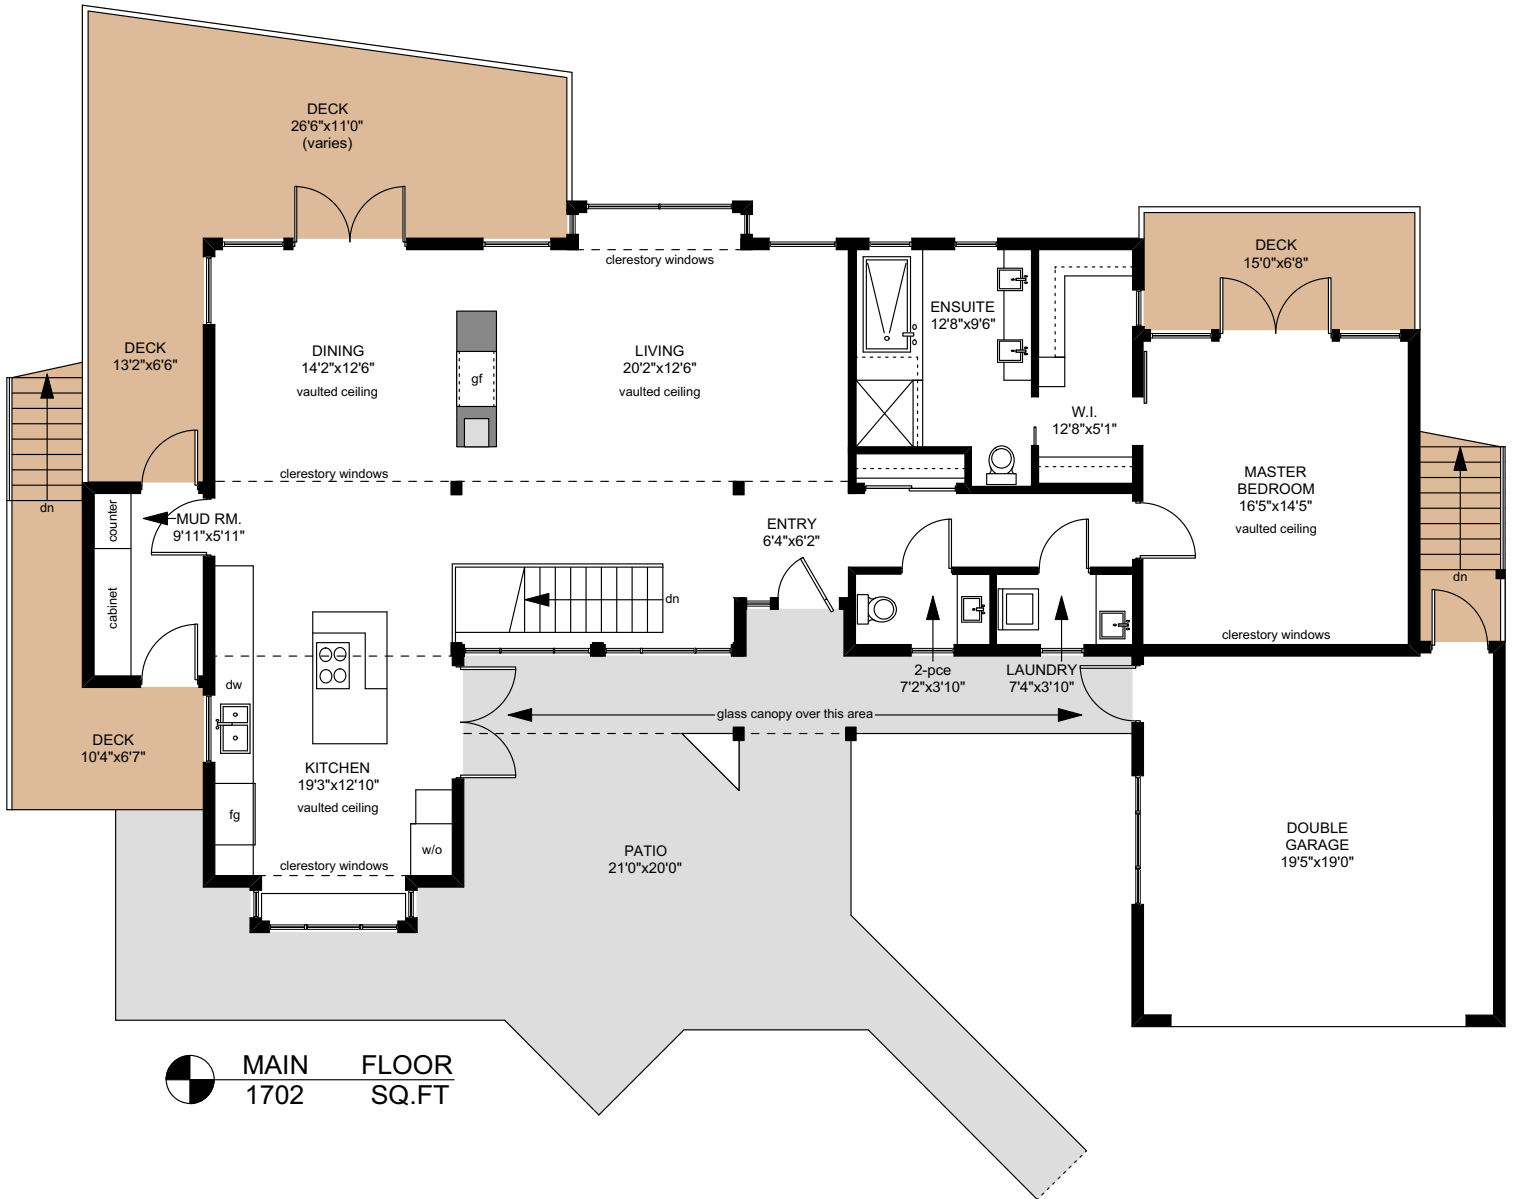 DECK
26'6"x11'0"
(varies)
DECK
15'0"x6'8"
clerestory windows
ENSUITE
12'8"x9'6"
DECK
13'2"x6'6"
DINING
14'2"x12'6"
vaulted ceiling
gf
LIVING
20'2"x12'6"
vaulted ceiling
W.I.
12'8"x5'1"
clerestory windows
MASTER
BEDROOM
16'5"x14'5"
vaulted ceiling
dn
counter
MUD RM.
9'11"x5'11"
ENTRY
6'4"x6'2"
cabinet
dn
dn
clerestory windows
2-pce
7'2"x3'10"
LAUNDRY
7'4"x3'10"
dw
glass canopy over this area
DECK
10'4"x6'7"
KITCHEN
19'3"x12'10"
vaulted ceiling
fg
w/o
clerestory windows
PATIO
21'0"x20'0"
DOUBLE
GARAGE
19'5"x19'0"
MAIN FLOOR
1702 SQ.FT